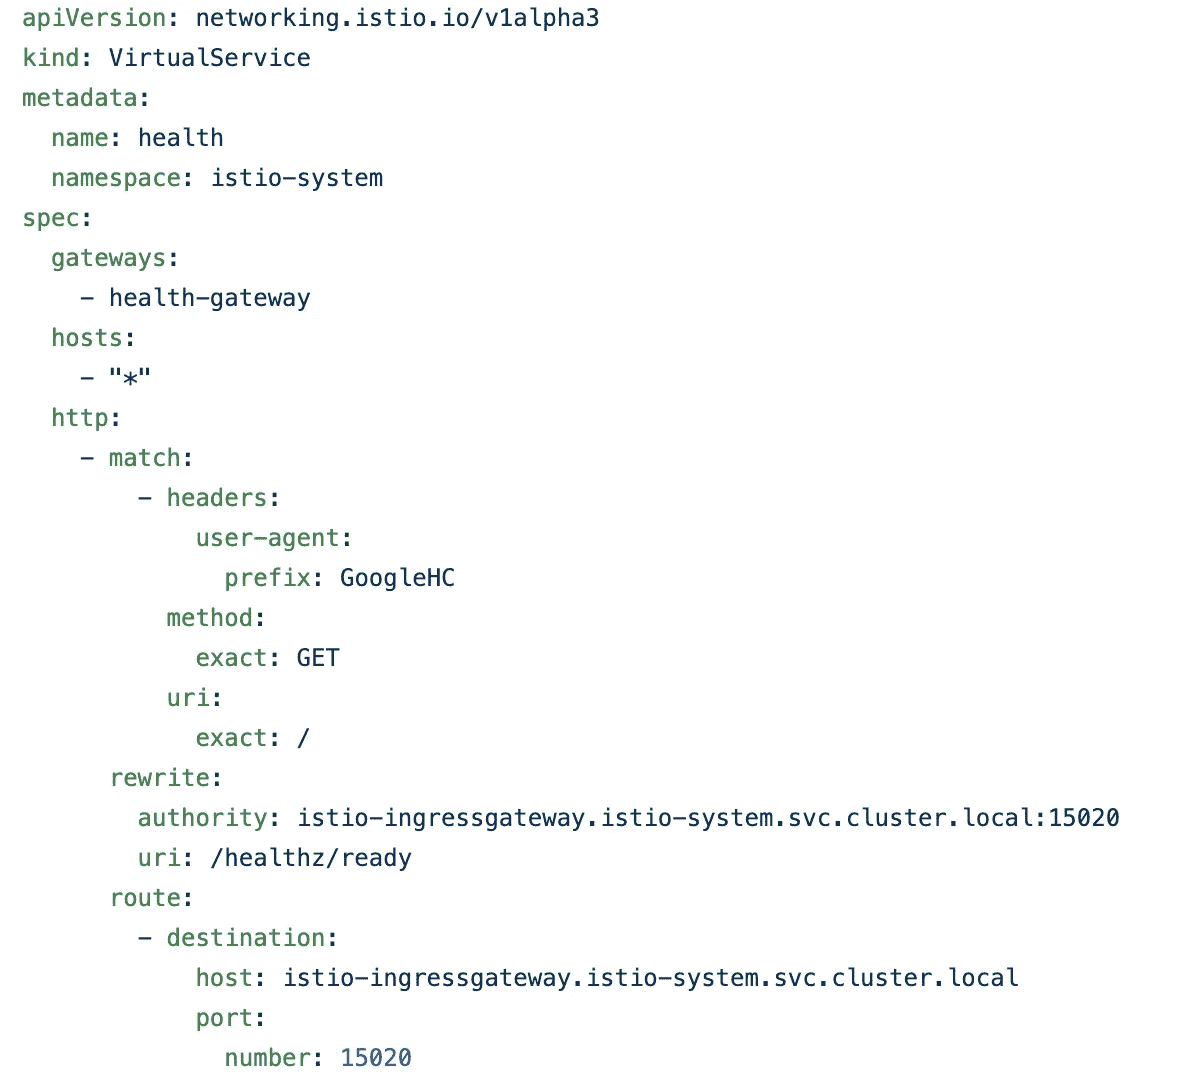 apiVersion: networking.istio.io/v1alpha3
kind: VirtualService
metadata:
  name: health
  namespace: istio-system
spec:
  gateways:
    - health-gateway
  hosts:
    - "*"
  http:
    - match:
        - headers:
            user-agent:
              prefix: GoogleHC
          method:
            exact: GET
          uri:
            exact: /
      rewrite:
        authority: istio-ingressgateway.istio-system.svc.cluster.local:15020
        uri: /healthz/ready
      route:
        - destination:
            host: istio-ingressgateway.istio-system.svc.cluster.local
            port:
              number: 15020